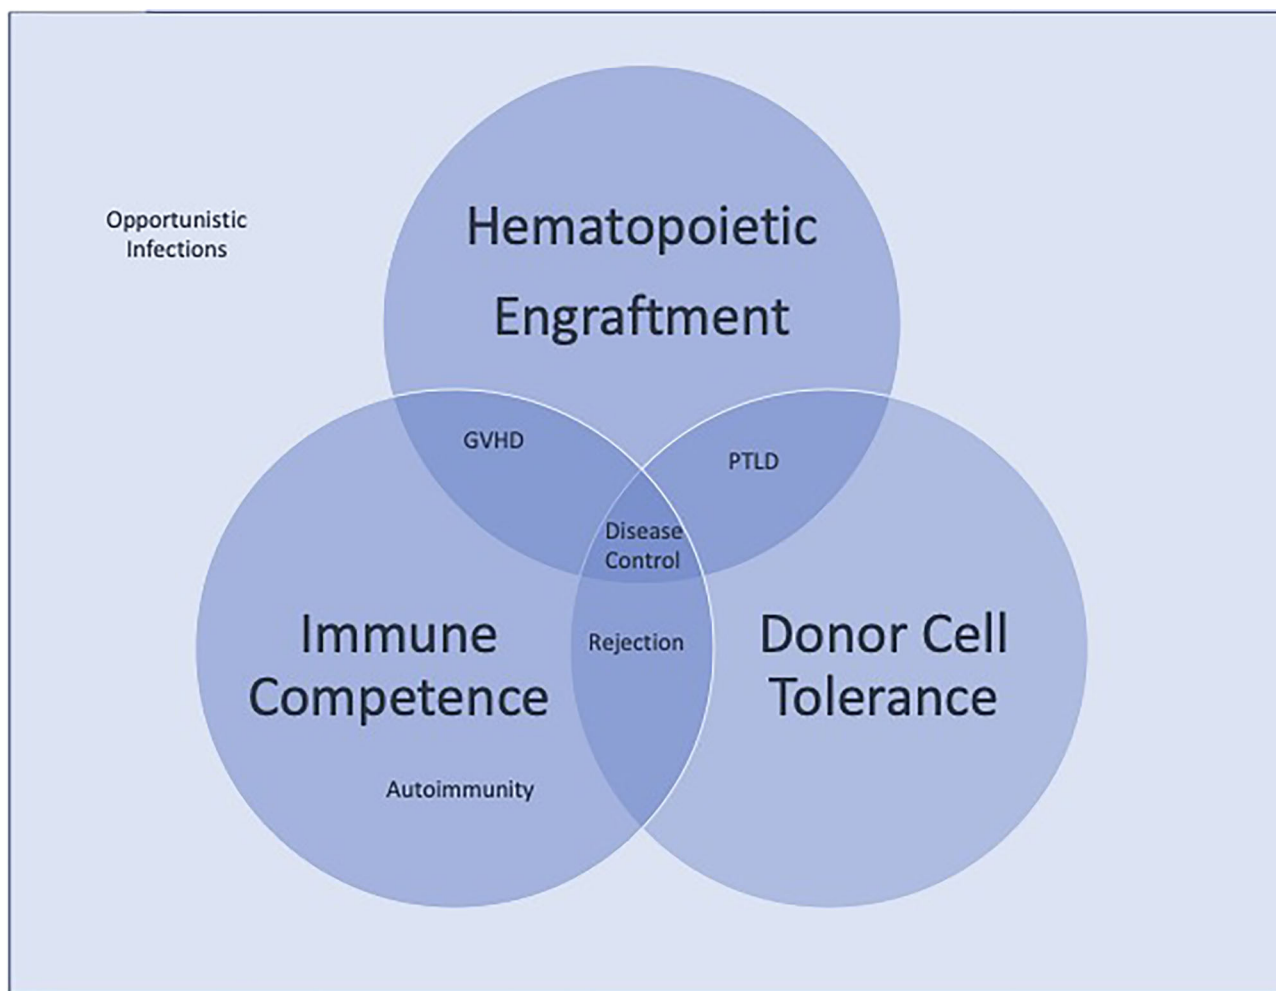 Opportunistic
Infections
Hematopoietic
Engraftment
GVHD
PTLD
Disease
Control
Immune
Competence
Rejection
Donor Cell
Tolerance
Autoimmunity